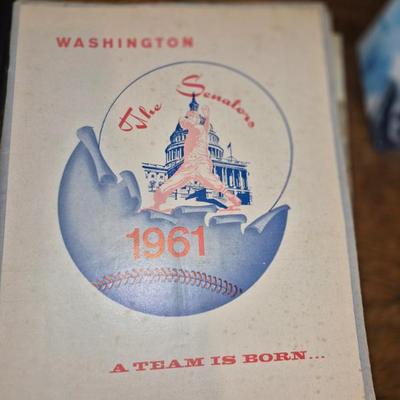 WASHINGTON
The Senators
1961
A TEAM IS BORN...